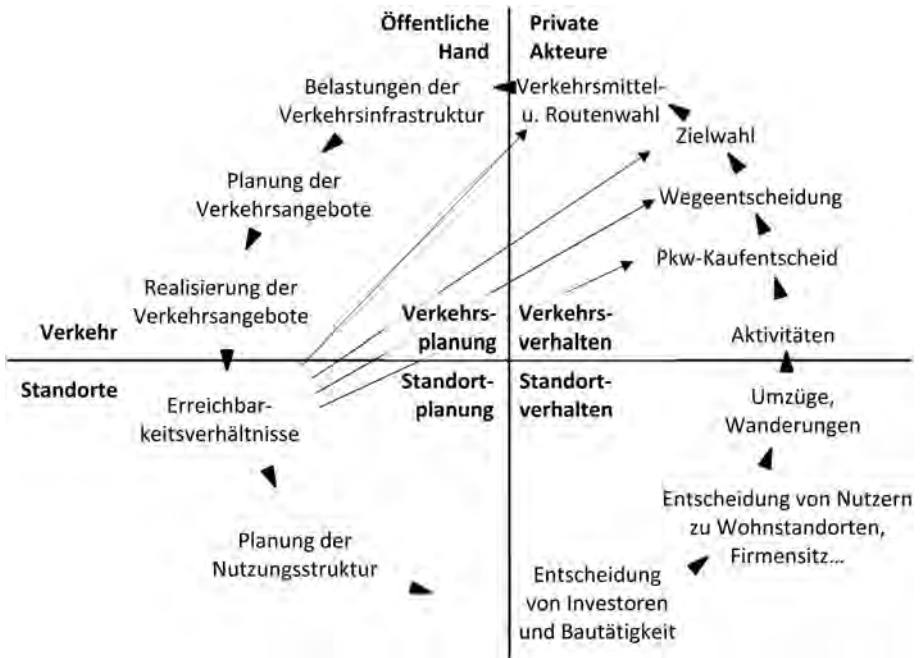 Öffentliche
Hand
Private
Akteure
Belastungen der
Verkehrsinfrastruktur
Verkehrsmittel-
u. Routenwahl
Zielwahl
Planung der
Verkehrsangebote
Wegeentscheidung
Pkw-Kaufentscheid
Realisierung der
Verkehrsangebote
Verkehrs-
planung
Verkehrs-
verhalten
Aktivitäten
Verkehr
Standorte
Standort-
planung
Standort-
verhalten
Erreichbar-
keitsverhältnisse
Umzüge,
Wanderungen
Planung der
Nutzungsstruktur
Entscheidung von Nutzern
zu Wohnstandorten,
Firmensitz...
Entscheidung
von Investoren
und Bautätigkeit